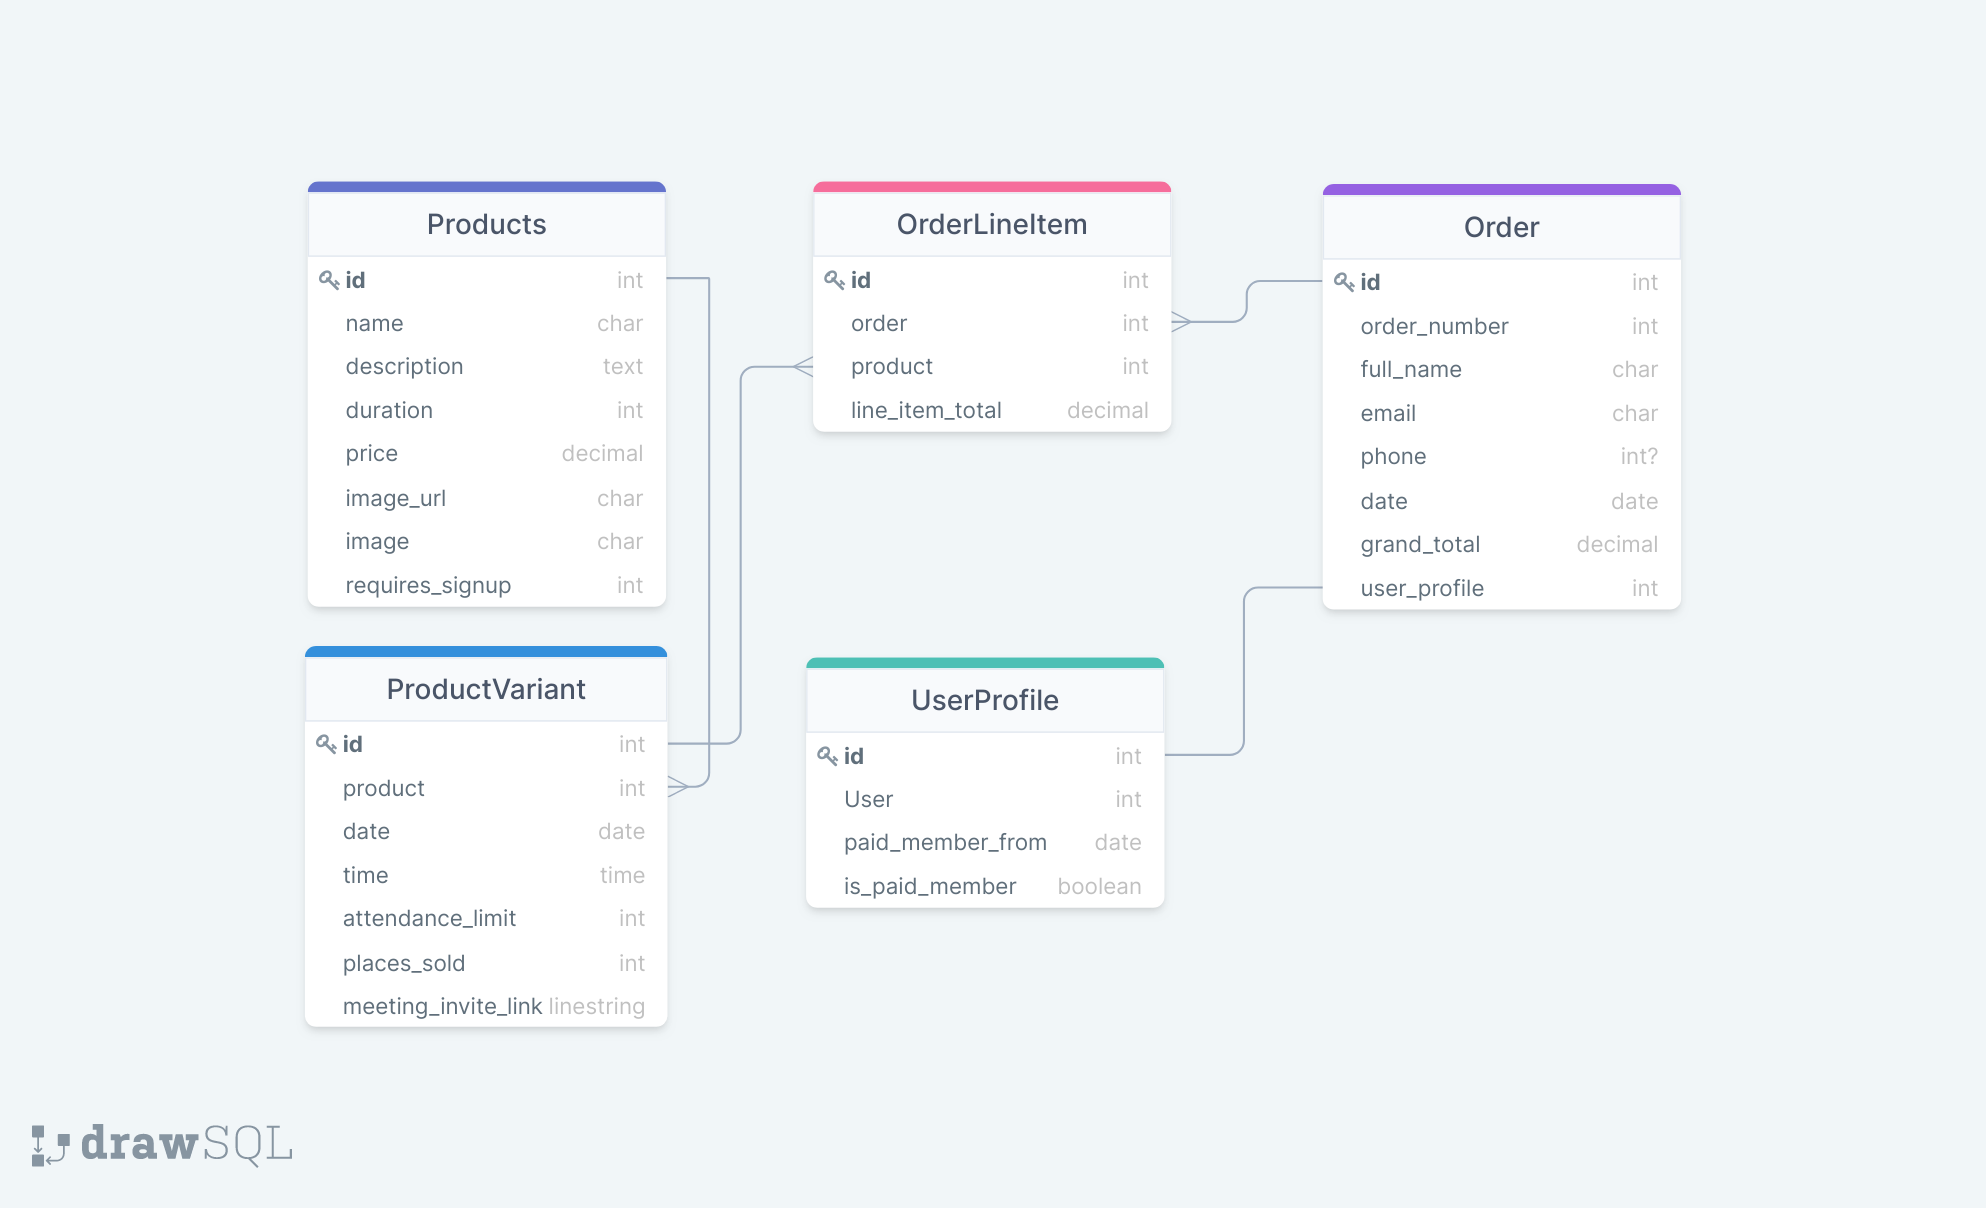 Products
id int
name char
description text
duration int
price decimal
image_url char
image char
requires_signup int
OrderLineItem
id int
order int
product int
line_item_total decimal
Order
id int
order_number int
full_name char
email char
phone int?
date date
grand_total decimal
user_profile int
ProductVariant
id int
product int
date date
time time
attendance_limit int
places_sold int
meeting_invite_link linestring
UserProfile
id int
User int
paid_member_from date
is_paid_member boolean
drawSQL